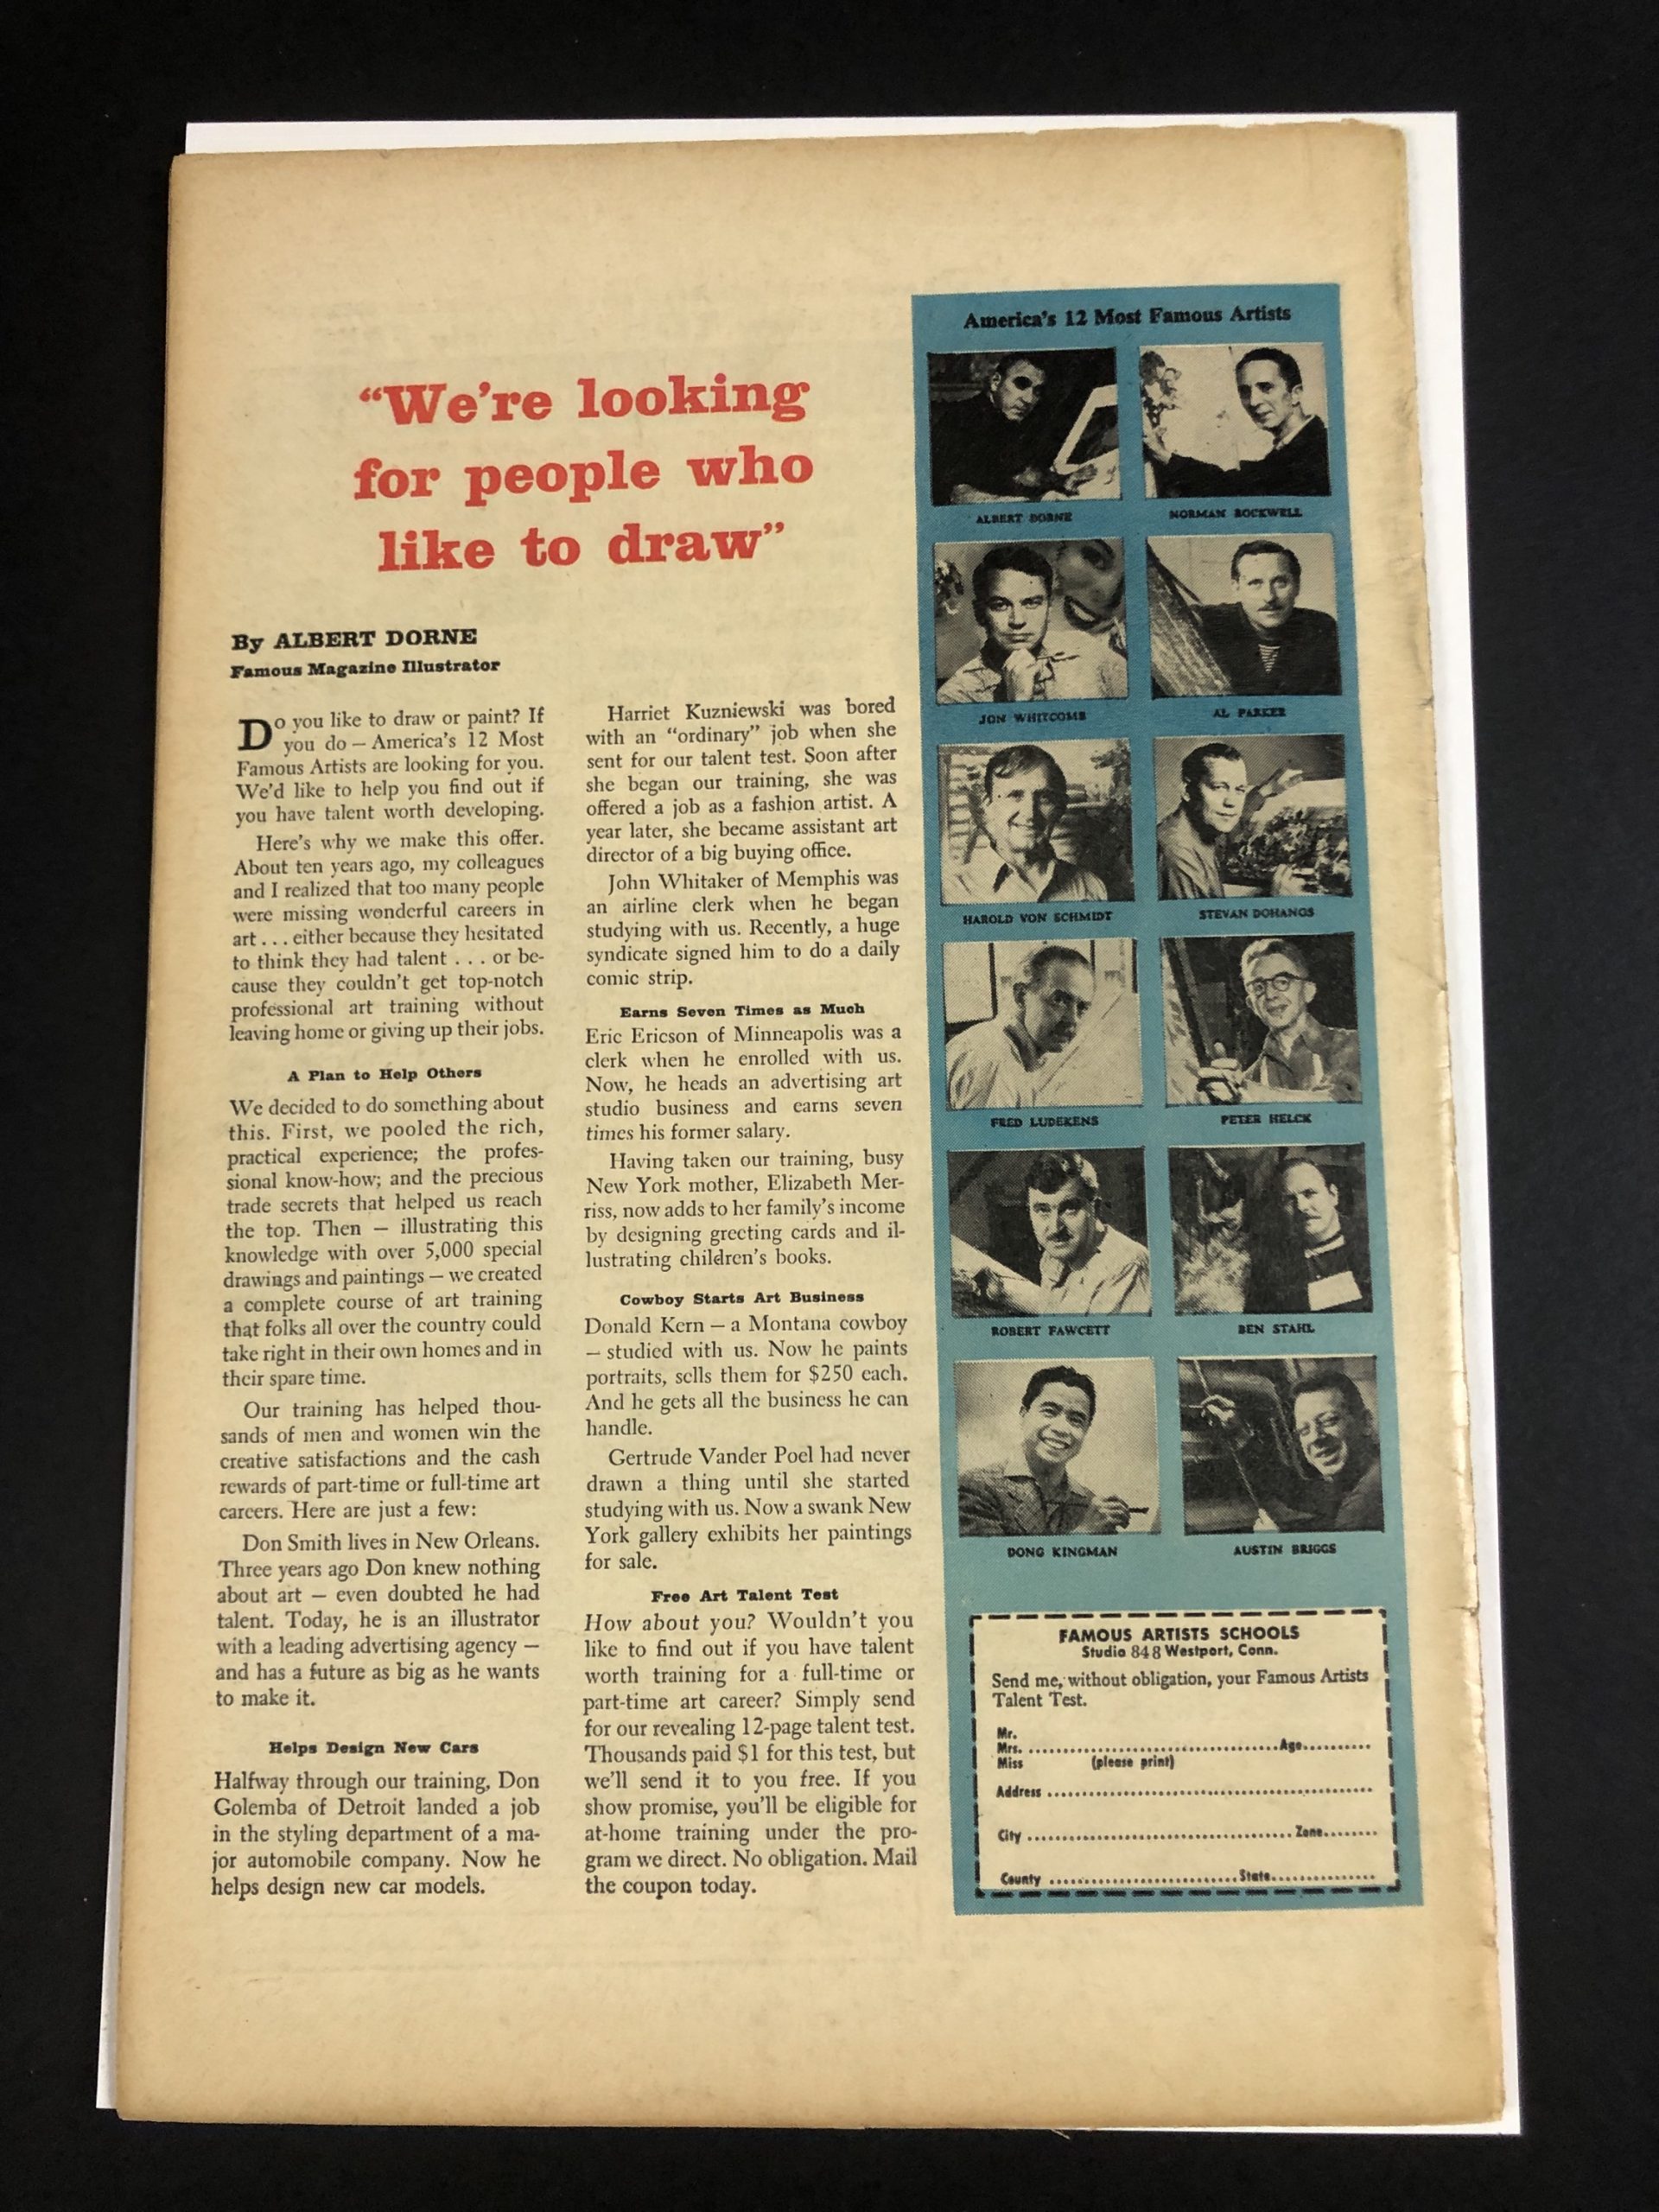 “We’re looking
for people who
like to draw”
By ALBERT DORNE
Famous Magazine Illustrator
Do you like to draw or paint? If
you do — America’s 12 Most
Famous Artists are looking for you.
We’d like to help you find out if
you have talent worth developing.
Here’s why we make this offer.
About ten years ago, my colleagues
and I realized that too many people
were missing wonderful careers in
art . . . either because they hesitated
to think they had talent . . . or be-
cause they couldn’t get top-notch
professional art training without
leaving home or giving up their jobs.
A Plan to Help Others
We decided to do something about
this. First, we pooled the rich,
practical experience; the profes-
sional know-how; and the precious
trade secrets that helped us reach
the top. Then — illustrating this
knowledge with over 5,000 special
drawings and paintings — we created
a complete course of art training
that folks all over the country could
take right in their own homes and in
their spare time.
Our training has helped thou-
sands of men and women win the
creative satisfactions and the cash
rewards of part-time or full-time art
careers. Here are just a few:
Don Smith lives in New Orleans.
Three years ago Don knew nothing
about art — even doubted he had
talent. Today, he is an illustrator
with a leading advertising agency —
and has a future as big as he wants
to make it.
Helps Design New Cars
Halfway through our training, Don
Golemba of Detroit landed a job
in the styling department of a ma-
jor automobile company. Now he
helps design new car models.
Harriet Kuzniewski was bored
with an “ordinary” job when she
sent for our talent test. Soon after
she began our training, she was
offered a job as a fashion artist. A
year later, she became assistant art
director of a big buying office.
John Whitaker of Memphis was
an airline clerk when he began
studying with us. Recently, a huge
syndicate signed him to do a daily
comic strip.
Earns Seven Times as Much
Eric Ericson of Minneapolis was a
clerk when he enrolled with us.
Now, he heads an advertising art
studio business and earns seven
times his former salary.
Having taken our training, busy
New York mother, Elizabeth Mer-
riss, now adds to her family’s income
by designing greeting cards and il-
lustrating children’s books.
Cowboy Starts Art Business
Donald Kern — a Montana cowboy
— studied with us. Now he paints
portraits, sells them for $250 each.
And he gets all the business he can
handle.
Gertrude Vander Poel had never
drawn a thing until she started
studying with us. Now a swank New
York gallery exhibits her paintings
for sale.
Free Art Talent Test
How about you? Wouldn’t you
like to find out if you have talent
worth training for a full-time or
part-time art career? Simply send
for our revealing 12-page talent test.
Thousands paid $1 for this test, but
we’ll send it to you free. If you
show promise, you’ll be eligible for
at-home training under the pro-
gram we direct. No obligation. Mail
the coupon today.
America’s 12 Most Famous Artists
ALBERT DORNE
NORMAN ROCKWELL
JON WHITCOMB
AL PARKER
HAROLD VON SCHMIDT
STEVAN DOHANOS
FRED LUDEKENS
PETER HELCK
ROBERT FAWCETT
BEN STAHL
DONG KINGMAN
AUSTIN BRIGGS
FAMOUS ARTISTS SCHOOLS
Studio 848 Westport, Conn.
Send me, without obligation, your Famous Artists
Talent Test.
Mr.
Mrs. ........................................ Age...........
Miss (please print)
Address ..................................................
City ........................................ Zone.........
County .............................. State...............